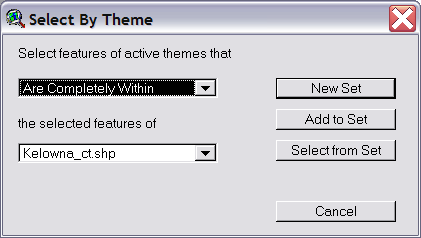 Select By Theme
Select features of active themes that
Are Completely Within
New Set
the selected features of
Add to Set
Kelowna_ct.shp
Select from Set
Cancel